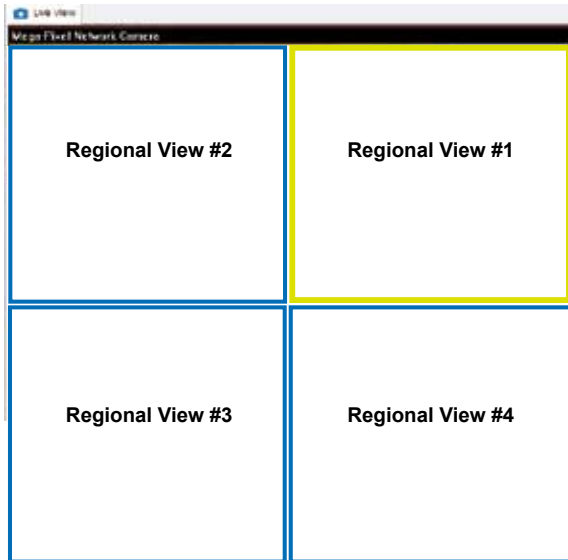 Live View
Mega Pixel Network Camera
Regional View #2
Regional View #1
Regional View #3
Regional View #4